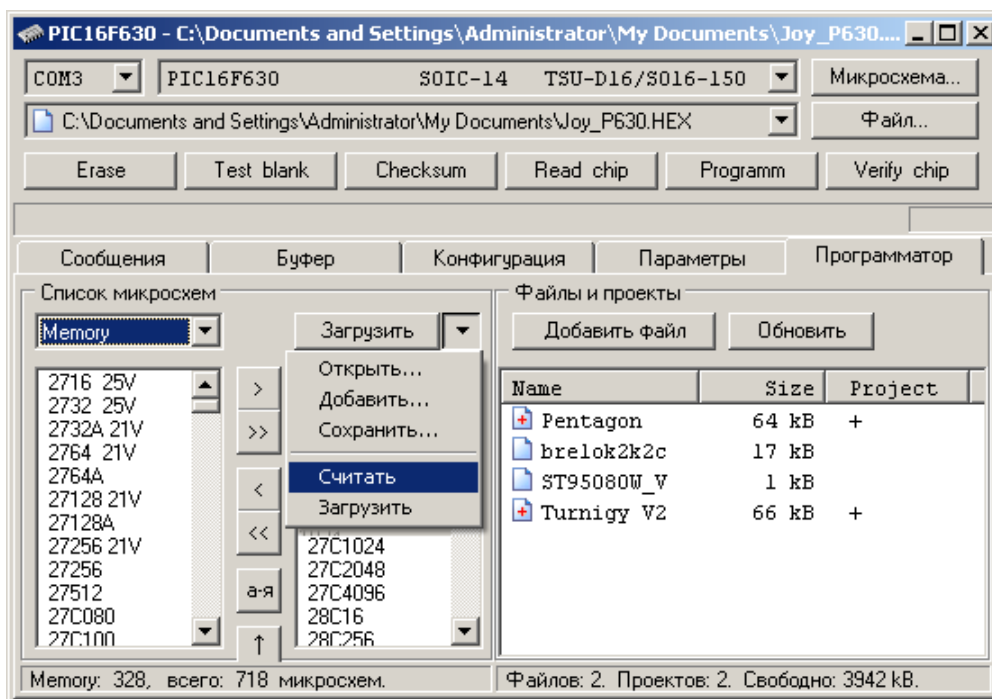 PIC16F630 - C:\Documents and Settings\Administrator\My Documents\Joy_P630....
COM3 PIC16F630 SOIC-14 TSU-D16/SO16-150 Микросхема...
C:\Documents and Settings\Administrator\My Documents\Joy_P630.HEX Файл...
Erase Test blank Checksum Read chip Programm Verify chip
Сообщения Буфер Конфигурация Параметры Программатор
Список микросхем
Memory Загрузить
Открыть...
Добавить...
Сохранить...
Считать
Загрузить
2716 25V
2732 25V
2732A 21V
2764 21V
2764A
27128 21V
27128A
27256 21V
27256
27512
27C080
27C100
>
>>
<
<<
а-я
↑
27C1024
27C2048
27C4096
28C16
28C256
Файлы и проекты
Добавить файл Обновить
Name Size Project
Pentagon 64 kB +
brelok2k2c 17 kB
ST95080W_V 1 kB
Turnigy V2 66 kB +
Memory: 328, всего: 718 микросхем.
Файлов: 2. Проектов: 2. Свободно: 3942 kB.